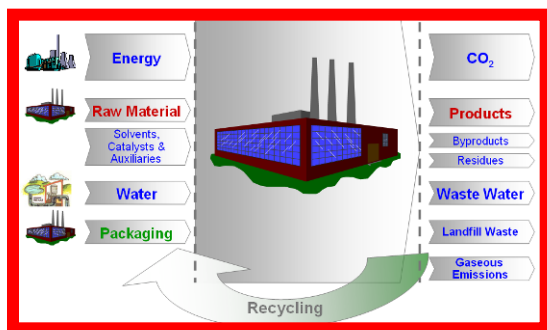 Energy
Raw Material
Solvents,
Catalysts &
Auxiliaries
Water
Packaging
CO₂
Products
Byproducts
Residues
Waste Water
Landfill Waste
Gaseous
Emissions
Recycling